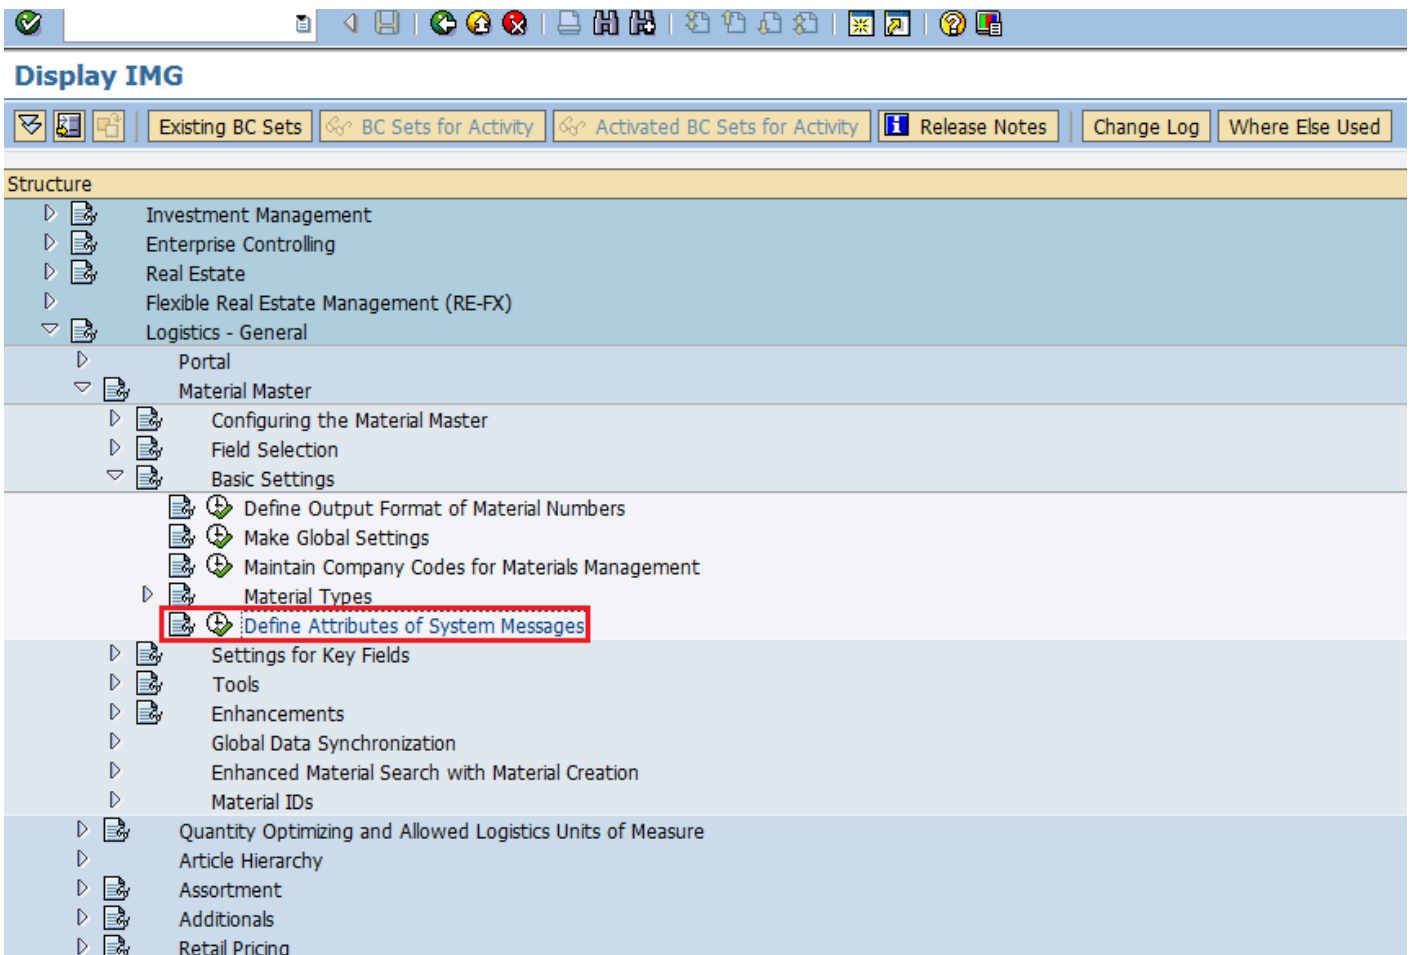 Display IMG
Existing BC Sets BC Sets for Activity Activated BC Sets for Activity Release Notes Change Log Where Else Used
Structure
Investment Management
Enterprise Controlling
Real Estate
Flexible Real Estate Management (RE-FX)
Logistics - General
Portal
Material Master
Configuring the Material Master
Field Selection
Basic Settings
Define Output Format of Material Numbers
Make Global Settings
Maintain Company Codes for Materials Management
Material Types
Define Attributes of System Messages
Settings for Key Fields
Tools
Enhancements
Global Data Synchronization
Enhanced Material Search with Material Creation
Material IDs
Quantity Optimizing and Allowed Logistics Units of Measure
Article Hierarchy
Assortment
Additionals
Retail Pricing